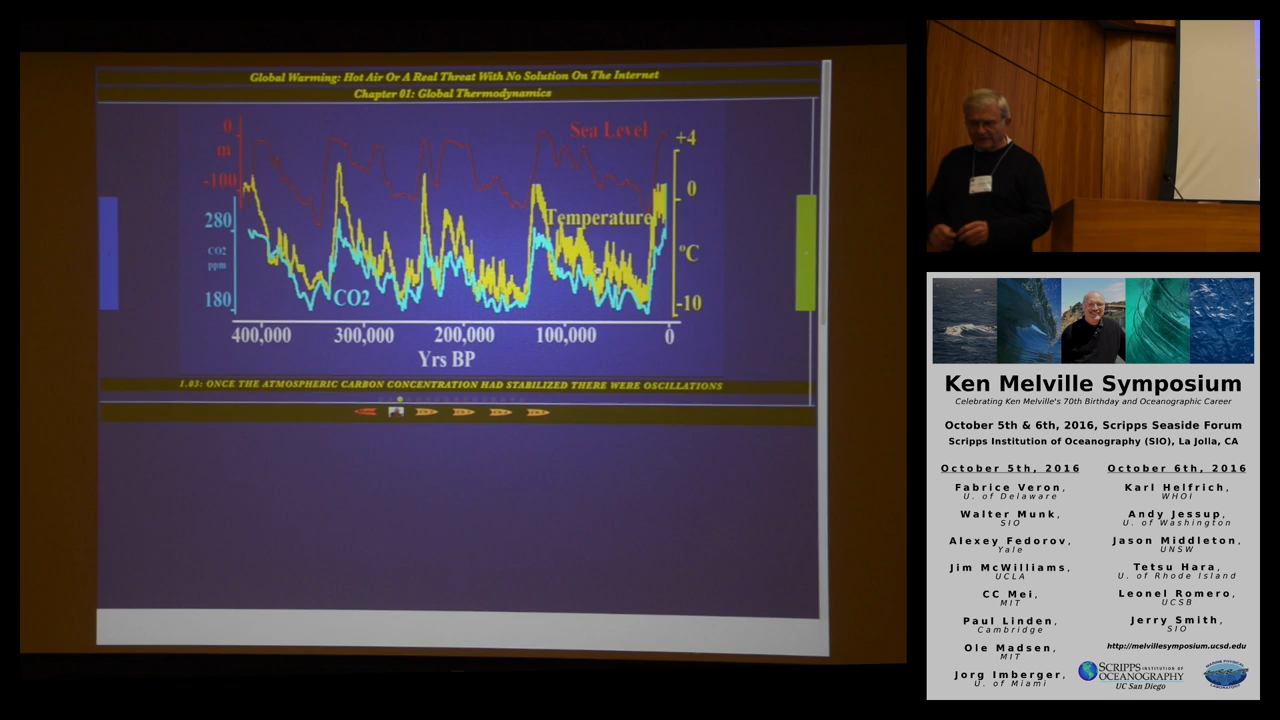 Global Warming: Hot Air Or A Real Threat With No Solution On The Internet
Chapter 01: Global Thermodynamics
0
m
-100
Sea Level
+4
0
Temperature
°C
-10
280
CO2
ppm
180
CO2
400,000
300,000
200,000
100,000
0
Yrs BP
1.03: ONCE THE ATMOSPHERIC CARBON CONCENTRATION HAD STABILIZED THERE WERE OSCILLATIONS
Ken Melville Symposium
Celebrating Ken Melville's 70th Birthday and Oceanographic Career
October 5th & 6th, 2016, Scripps Seaside Forum
Scripps Institution of Oceanography (SIO), La Jolla, CA
October 5th, 2016
Fabrice Veron,
U. of Delaware
Walter Munk,
SIO
Alexey Fedorov,
Yale
Jim McWilliams,
UCLA
CC Mei,
MIT
Paul Linden,
Cambridge
Ole Madsen,
MIT
Jorg Imberger,
U. of Miami
October 6th, 2016
Karl Helfrich,
WHOI
Andy Jessup,
U. of Washington
Jason Middleton,
UNSW
Tetsu Hara,
U. of Rhode Island
Leonel Romero,
UCSB
Jerry Smith,
SIO
http://melvillesymposium.ucsd.edu
SCRIPPS INSTITUTION OF
OCEANOGRAPHY
UC San Diego